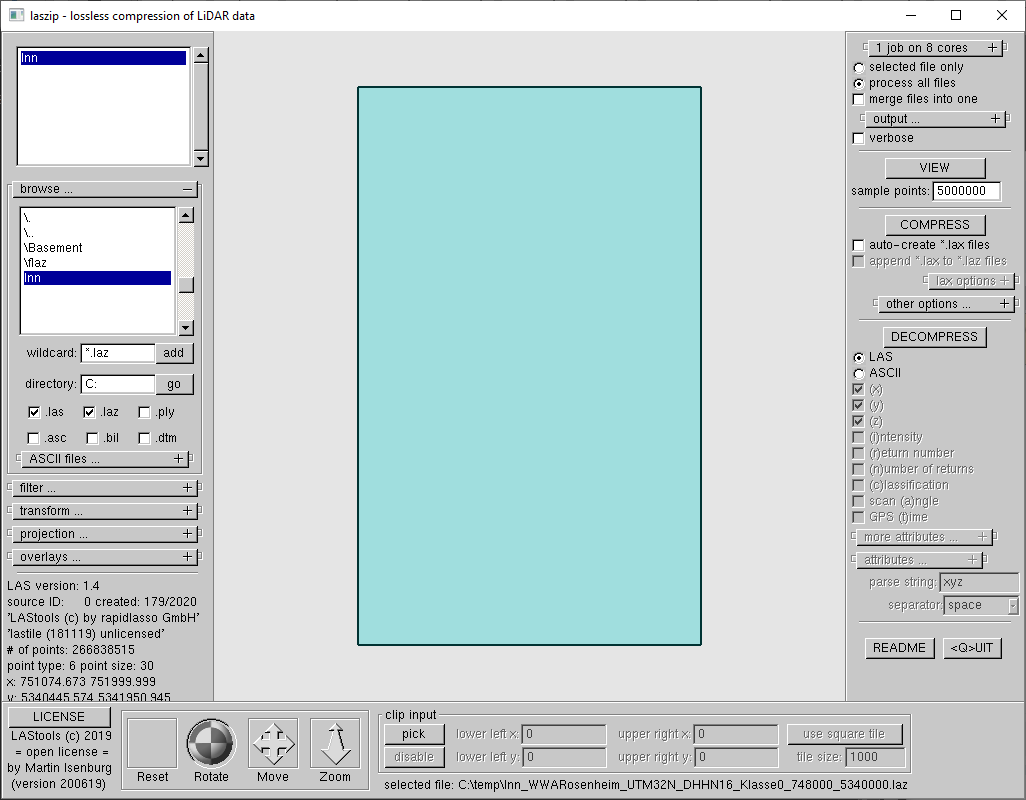 laszip - lossless compression of LiDAR data
Inn
browse ...
\.
\..
\Basement
\flaz
Inn
wildcard: *.laz add
directory: C: go
.las .laz .ply
.asc .bil .dtm
ASCII files ...
filter ...
transform ...
projection ...
overlays ...
LAS version: 1.4
source ID: 0 created: 179/2020
'LAStools (c) by rapidlasso GmbH'
'lastile (181119) unlicensed'
# of points: 266838515
point type: 6 point size: 30
x: 751074.673 751999.999
y: 5340445.574 5341950.945
LICENSE
LAStools (c) 2019
= open license =
by Martin Isenburg
(version 200619)
Reset Rotate Move Zoom
clip input
pick lower left x: 0 upper right x: 0 use square tile
disable lower left y: 0 upper right y: 0 tile size: 1000
selected file: C:\temp\Inn_WWARosenheim_UTM32N_DHHN16_Klasse0_748000_5340000.laz
1 job on 8 cores +
selected file only
process all files
merge files into one
output ... +
verbose
VIEW
sample points: 5000000
COMPRESS
auto-create *.lax files
append *.lax to *.laz files
lax options +
other options ... +
DECOMPRESS
LAS
ASCII
(x)
(y)
(z)
(i)ntensity
(r)eturn number
(n)umber of returns
(c)lassification
scan (a)ngle
GPS (t)ime
more attributes ... +
attributes ... +
parse string: xyz
separator: space
README <Q>UIT